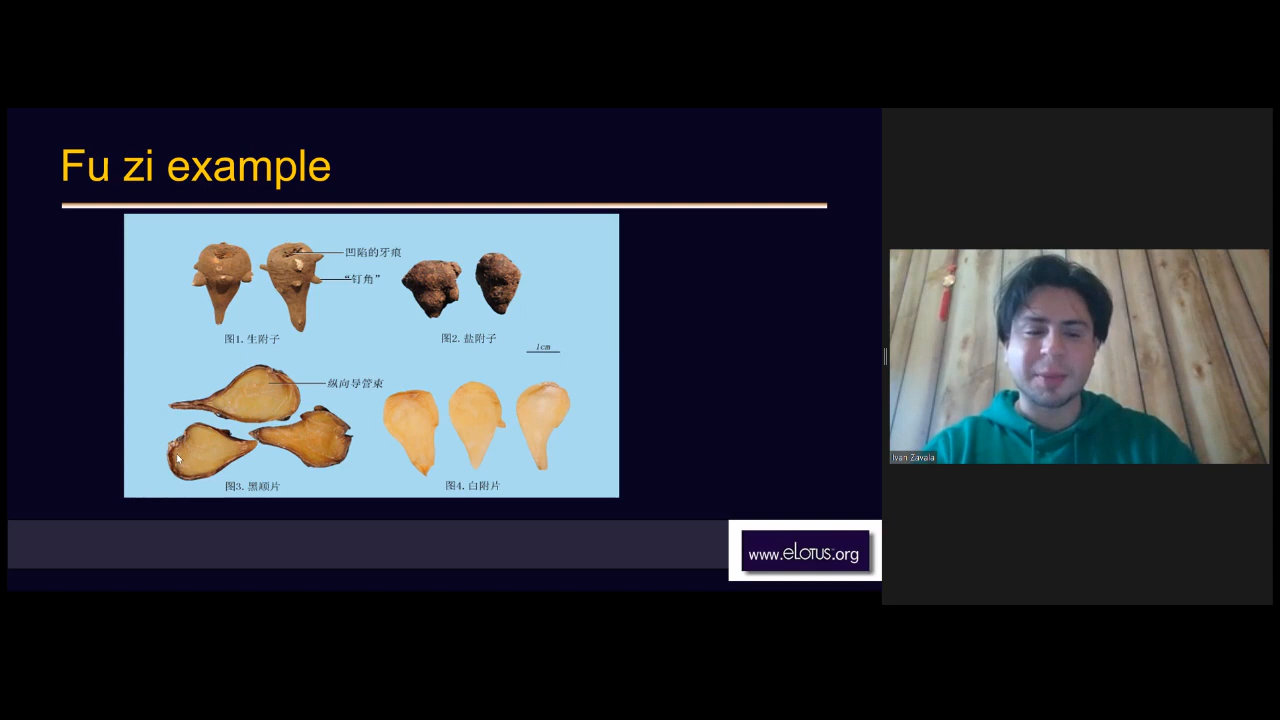 Fu zi example
凹陷的牙痕
“钉角”
图1.生附子
图2.盐附子
1cm
纵向导管束
图3.黑顺片
图4.白附片
www.eLotus.org
Ivan Zavala